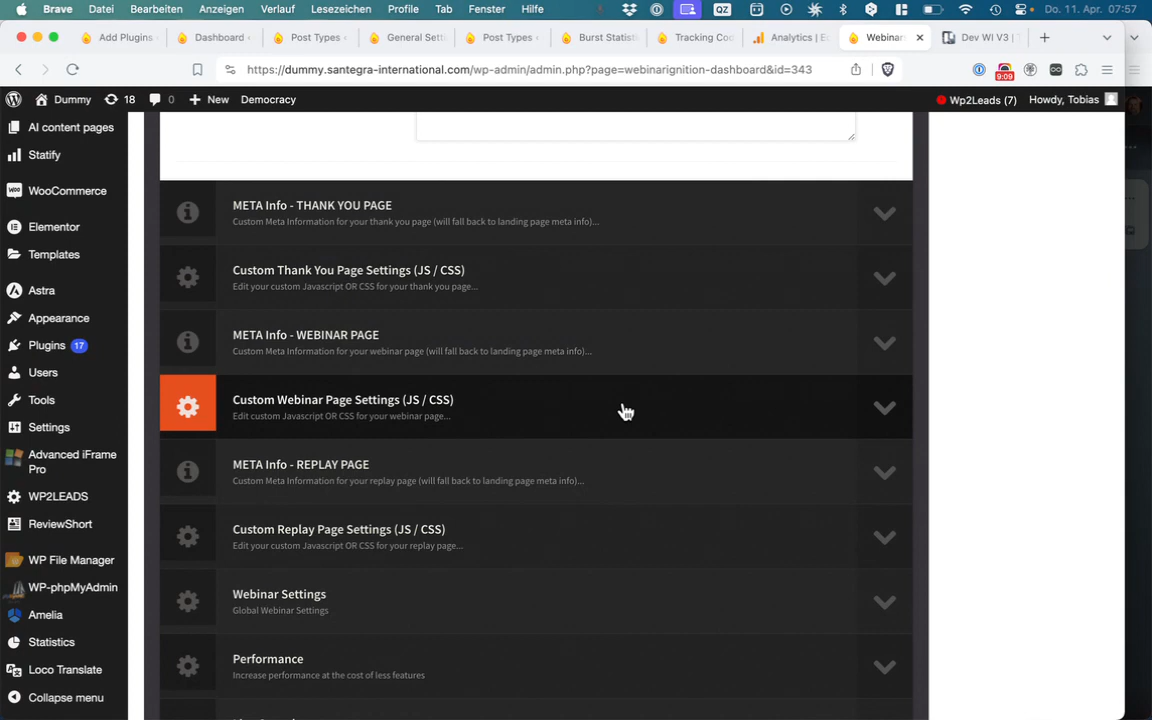 Brave Datei Bearbeiten Anzeigen Verlauf Lesezeichen Profile Tab Fenster Hilfe QZ Do. 11. Apr. 07:57
Add Plugins Dashboard Post Types General Setti Post Types Burst Statisti Tracking Cod Analytics | E Webinar Dev WI V3 |
https://dummy.santegra-international.com/wp-admin/admin.php?page=webinarignition-dashboard&id=343 9:09
Dummy 18 0 New Democracy Wp2Leads (7) Howdy, Tobias
AI content pages
Statify
WooCommerce
Elementor
Templates
Astra
Appearance
Plugins 17
Users
Tools
Settings
Advanced iFrame
Pro
WP2LEADS
ReviewShort
WP File Manager
WP-phpMyAdmin
Amelia
Statistics
Loco Translate
Collapse menu
META Info - THANK YOU PAGE
Custom Meta Information for your thank you page (will fall back to landing page meta info)...
Custom Thank You Page Settings (JS / CSS)
Edit your custom Javascript OR CSS for your thank you page...
META Info - WEBINAR PAGE
Custom Meta Information for your webinar page (will fall back to landing page meta info)...
Custom Webinar Page Settings (JS / CSS)
Edit custom Javascript OR CSS for your webinar page...
META Info - REPLAY PAGE
Custom Meta Information for your replay page (will fall back to landing page meta info)...
Custom Replay Page Settings (JS / CSS)
Edit your custom Javascript OR CSS for your replay page...
Webinar Settings
Global Webinar Settings
Performance
Increase performance at the cost of less features